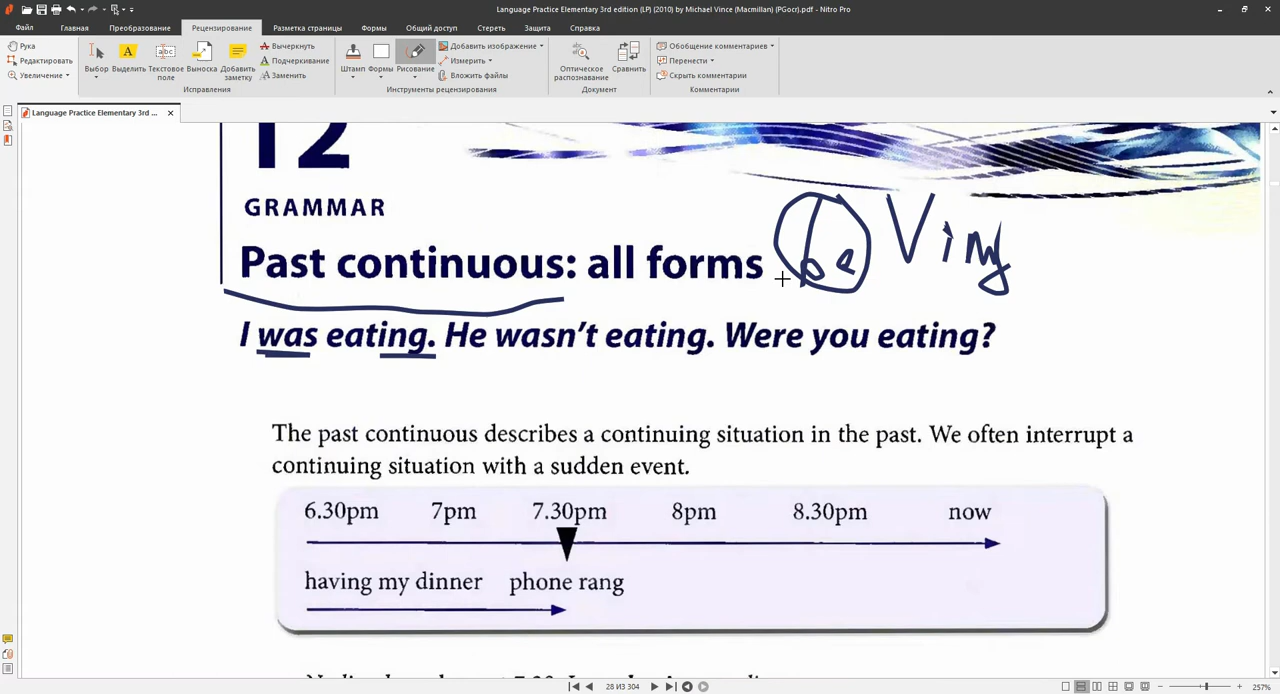 Language Practice Elementary 3rd edition (LP) (2010) by Michael Vince (Macmillan) (PGocr).pdf - Nitro Pro
Файл Главная Преобразование Рецензирование Разметка страницы Формы Общий доступ Стереть Защита Справка
Рука
Редактировать
Увеличение
Выбор
Выделить
Текстовое поле
Выноска
Добавить заметку
Вычеркнуть
Подчеркивание
Заменить
Исправления
Штамп
Формы
Рисование
Добавить изображение
Измерить
Вложить файлы
Инструменты рецензирования
Оптическое распознавание
Сравнить
Документ
Обобщение комментариев
Перенести
Скрыть комментарии
Комментарии
Language Practice Elementary 3rd ...
12
GRAMMAR
Past continuous: all forms be Ving
I was eating. He wasn't eating. Were you eating?
The past continuous describes a continuing situation in the past. We often interrupt a
continuing situation with a sudden event.
6.30pm 7pm 7.30pm 8pm 8.30pm now
having my dinner phone rang
28 ИЗ 304
257%